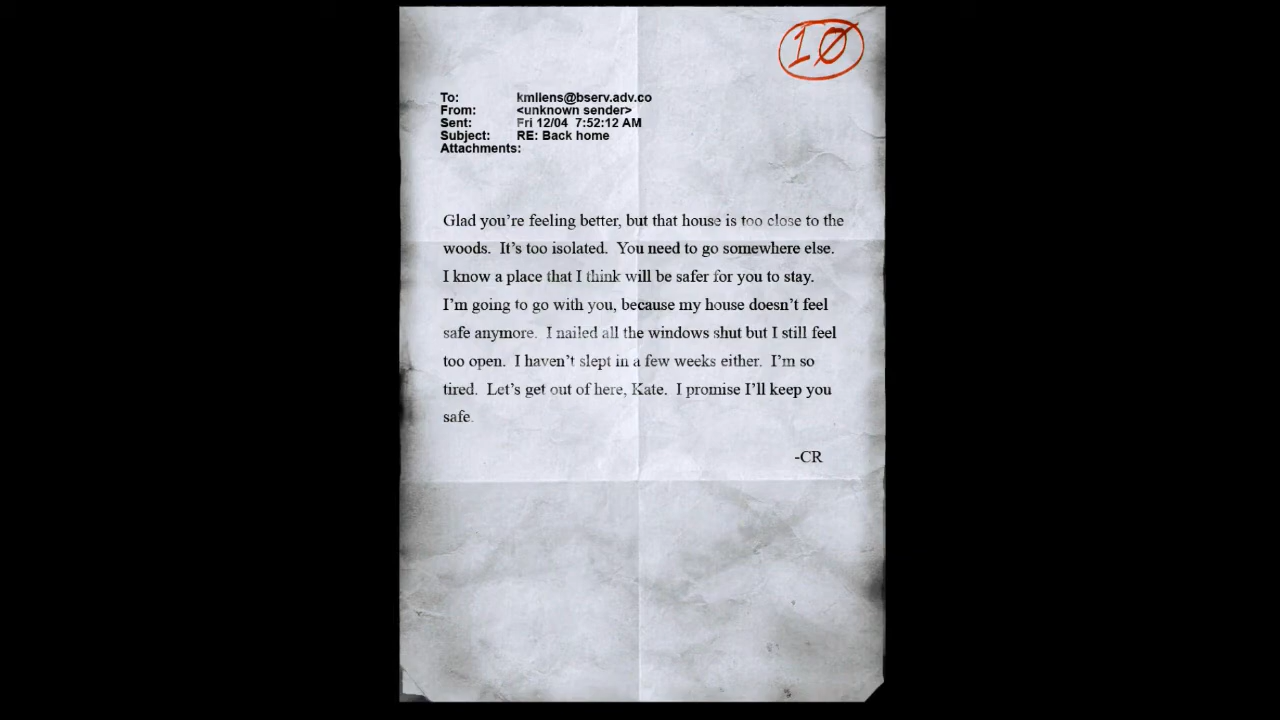 10
To: kmllens@bserv.adv.co
From: <unknown sender>
Sent: Fri 12/04 7:52:12 AM
Subject: RE: Back home
Attachments:
Glad you’re feeling better, but that house is too close to the
woods. It’s too isolated. You need to go somewhere else.
I know a place that I think will be safer for you to stay.
I’m going to go with you, because my house doesn’t feel
safe anymore. I nailed all the windows shut but I still feel
too open. I haven’t slept in a few weeks either. I’m so
tired. Let’s get out of here, Kate. I promise I’ll keep you
safe.
-CR